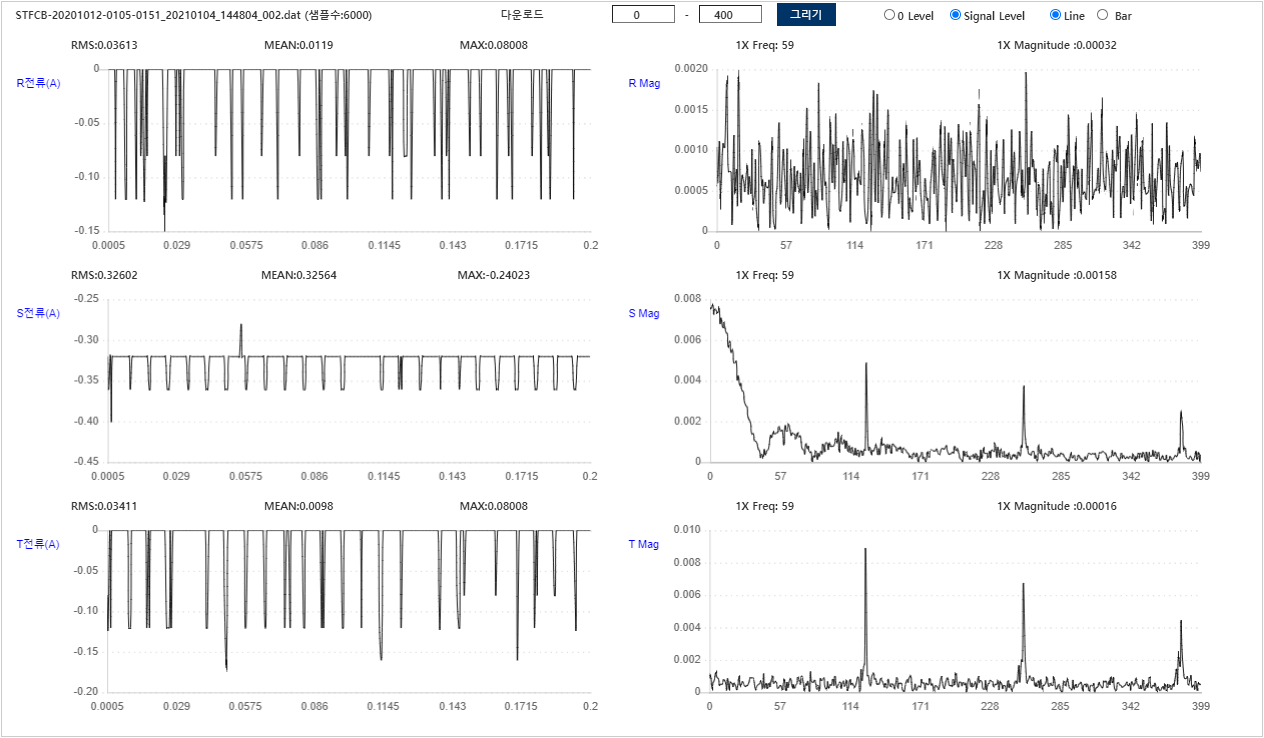 STFCB-20201012-0105-0151_20210104_144804_002.dat (샘플수:6000) 다운로드 0 - 400 그리기 0 Level Signal Level Line Bar
RMS:0.03613 MEAN:0.0119 MAX:0.08008 1X Freq: 59 1X Magnitude :0.00032
R전류(A)
0
-0.05
-0.10
-0.15
0.0005 0.029 0.0575 0.086 0.1145 0.143 0.1715 0.2
R Mag
0.0020
0.0015
0.0010
0.0005
0
0 57 114 171 228 285 342 399
RMS:0.32602 MEAN:0.32564 MAX:-0.24023 1X Freq: 59 1X Magnitude :0.00158
S전류(A)
-0.25
-0.30
-0.35
-0.40
-0.45
0.0005 0.029 0.0575 0.086 0.1145 0.143 0.1715 0.2
S Mag
0.008
0.006
0.004
0.002
0
0 57 114 171 228 285 342 399
RMS:0.03411 MEAN:0.0098 MAX:0.08008 1X Freq: 59 1X Magnitude :0.00016
T전류(A)
0
-0.05
-0.10
-0.15
-0.20
0.0005 0.029 0.0575 0.086 0.1145 0.143 0.1715 0.2
T Mag
0.010
0.008
0.006
0.004
0.002
0
0 57 114 171 228 285 342 399